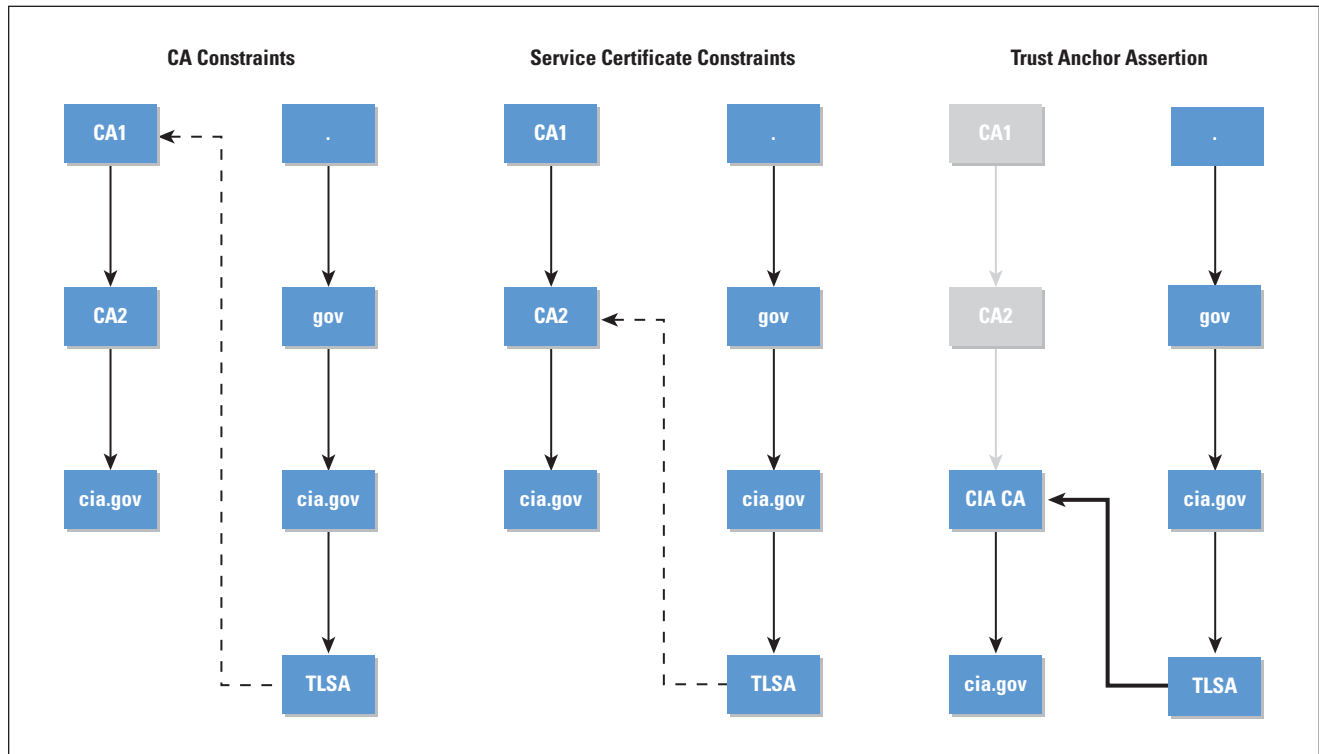 CA Constraints
CA1
.
CA2
gov
cia.gov
cia.gov
TLSA
Service Certificate Constraints
CA1
.
CA2
gov
cia.gov
cia.gov
TLSA
Trust Anchor Assertion
CA1
.
CA2
gov
CIA CA
cia.gov
cia.gov
TLSA